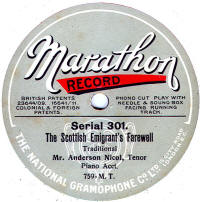 Marathon
RECORD
BRITISH PATENTS
23644/09. 15641/11.
COLONIAL & FOREIGN
PATENTS.
PHONO CUT PLAY WITH
NEEDLE & SOUND BOX
FACING RUNNING
TRACK.
Serial 301.
The Scottish Emigrant's Farewell
Traditional
Mr. Anderson Nicol, Tenor
Piano Acct.
759-M.T.
THE NATIONAL GRAMOPHONE Co. LTD.